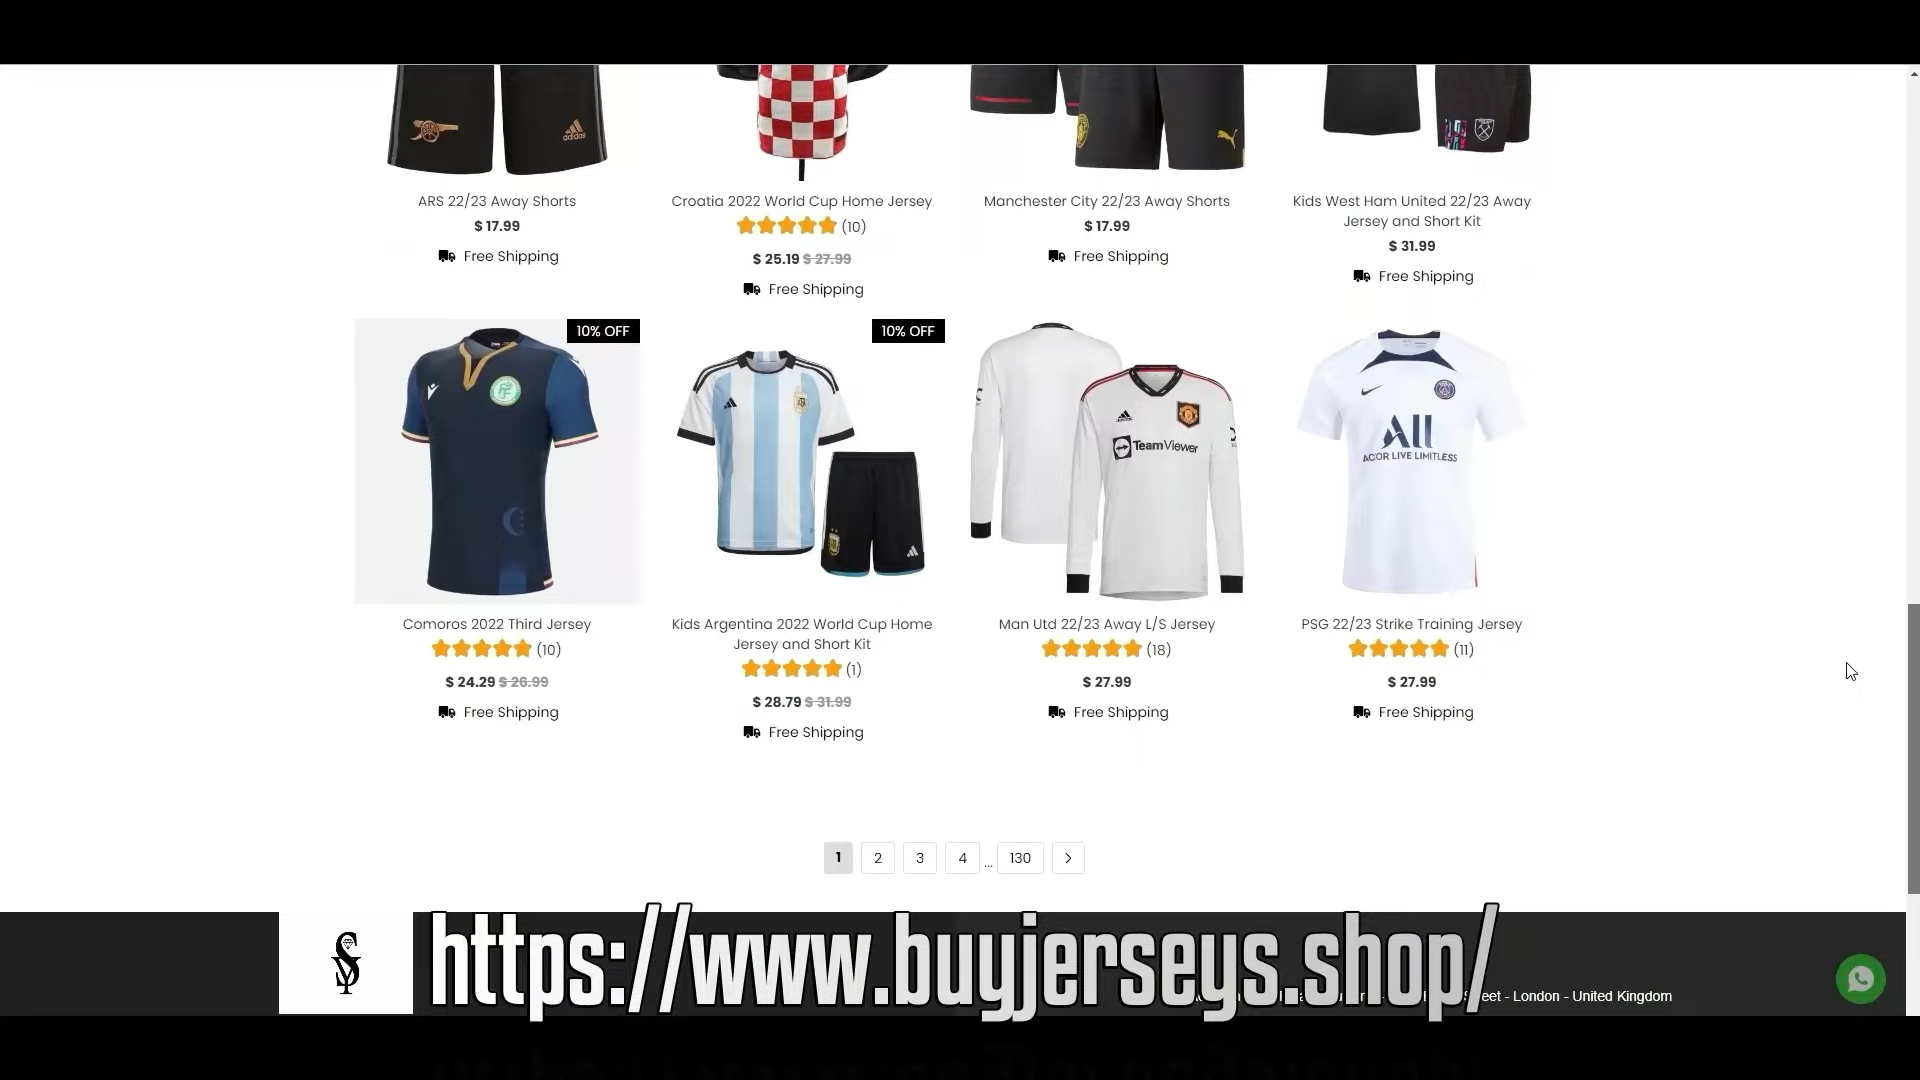 adidas
ARS 22/23 Away Shorts
$ 17.99
Free Shipping
Croatia 2022 World Cup Home Jersey
(10)
$ 25.19 $ 27.99
Free Shipping
Manchester City 22/23 Away Shorts
$ 17.99
Free Shipping
Kids West Ham United 22/23 Away
Jersey and Short Kit
$ 31.99
Free Shipping
10% OFF
Comoros 2022 Third Jersey
(10)
$ 24.29 $ 26.99
Free Shipping
10% OFF
Kids Argentina 2022 World Cup Home
Jersey and Short Kit
(1)
$ 28.79 $ 31.99
Free Shipping
TeamViewer
Man Utd 22/23 Away L/S Jersey
(18)
$ 27.99
Free Shipping
All
ACCOR LIVE LIMITLESS
PSG 22/23 Strike Training Jersey
(11)
$ 27.99
Free Shipping
1 2 3 4 ... 130 >
https://www.buyjerseys.shop/
- London - United Kingdom